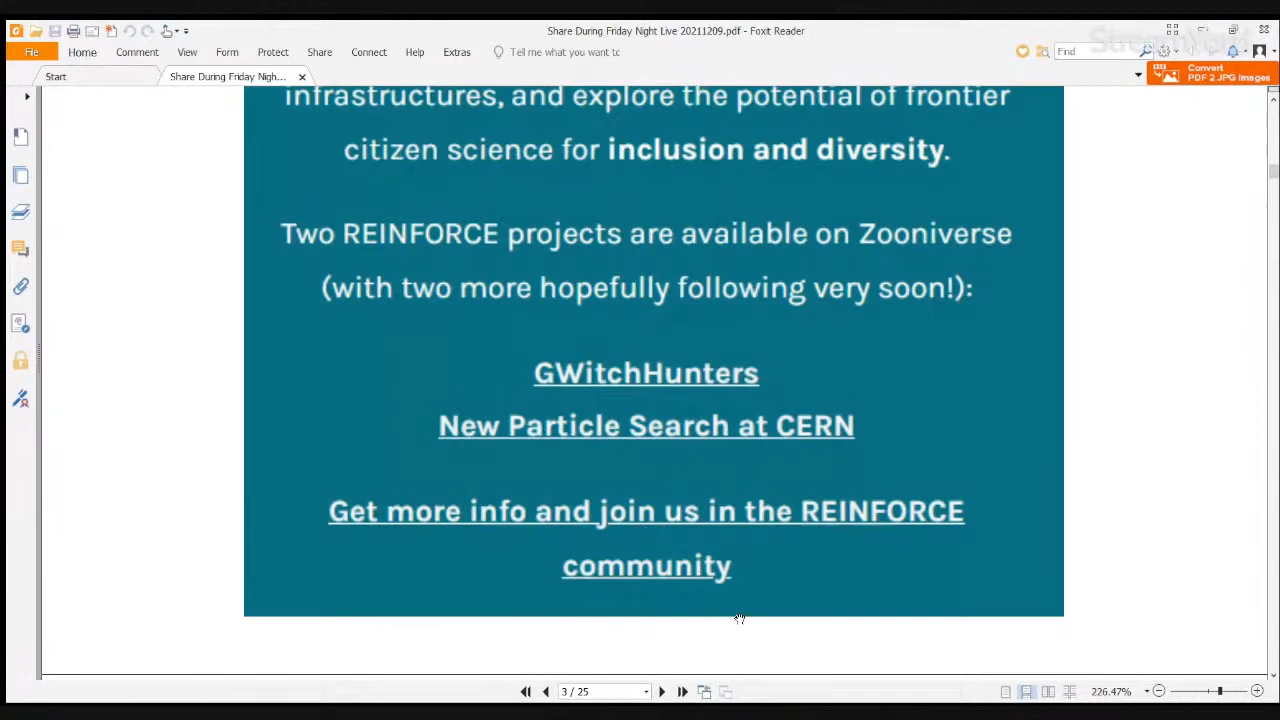 Share During Friday Night Live 20211209.pdf - Foxit Reader
File Home Comment View Form Protect Share Connect Help Extras Tell me what you want tc Find
Start Share During Friday Nigh... Convert
PDF 2 JPG Images
infrastructures, and explore the potential of frontier
citizen science for inclusion and diversity.
Two REINFORCE projects are available on Zooniverse
(with two more hopefully following very soon!):
GWitchHunters
New Particle Search at CERN
Get more info and join us in the REINFORCE
community
3 / 25 226.47%